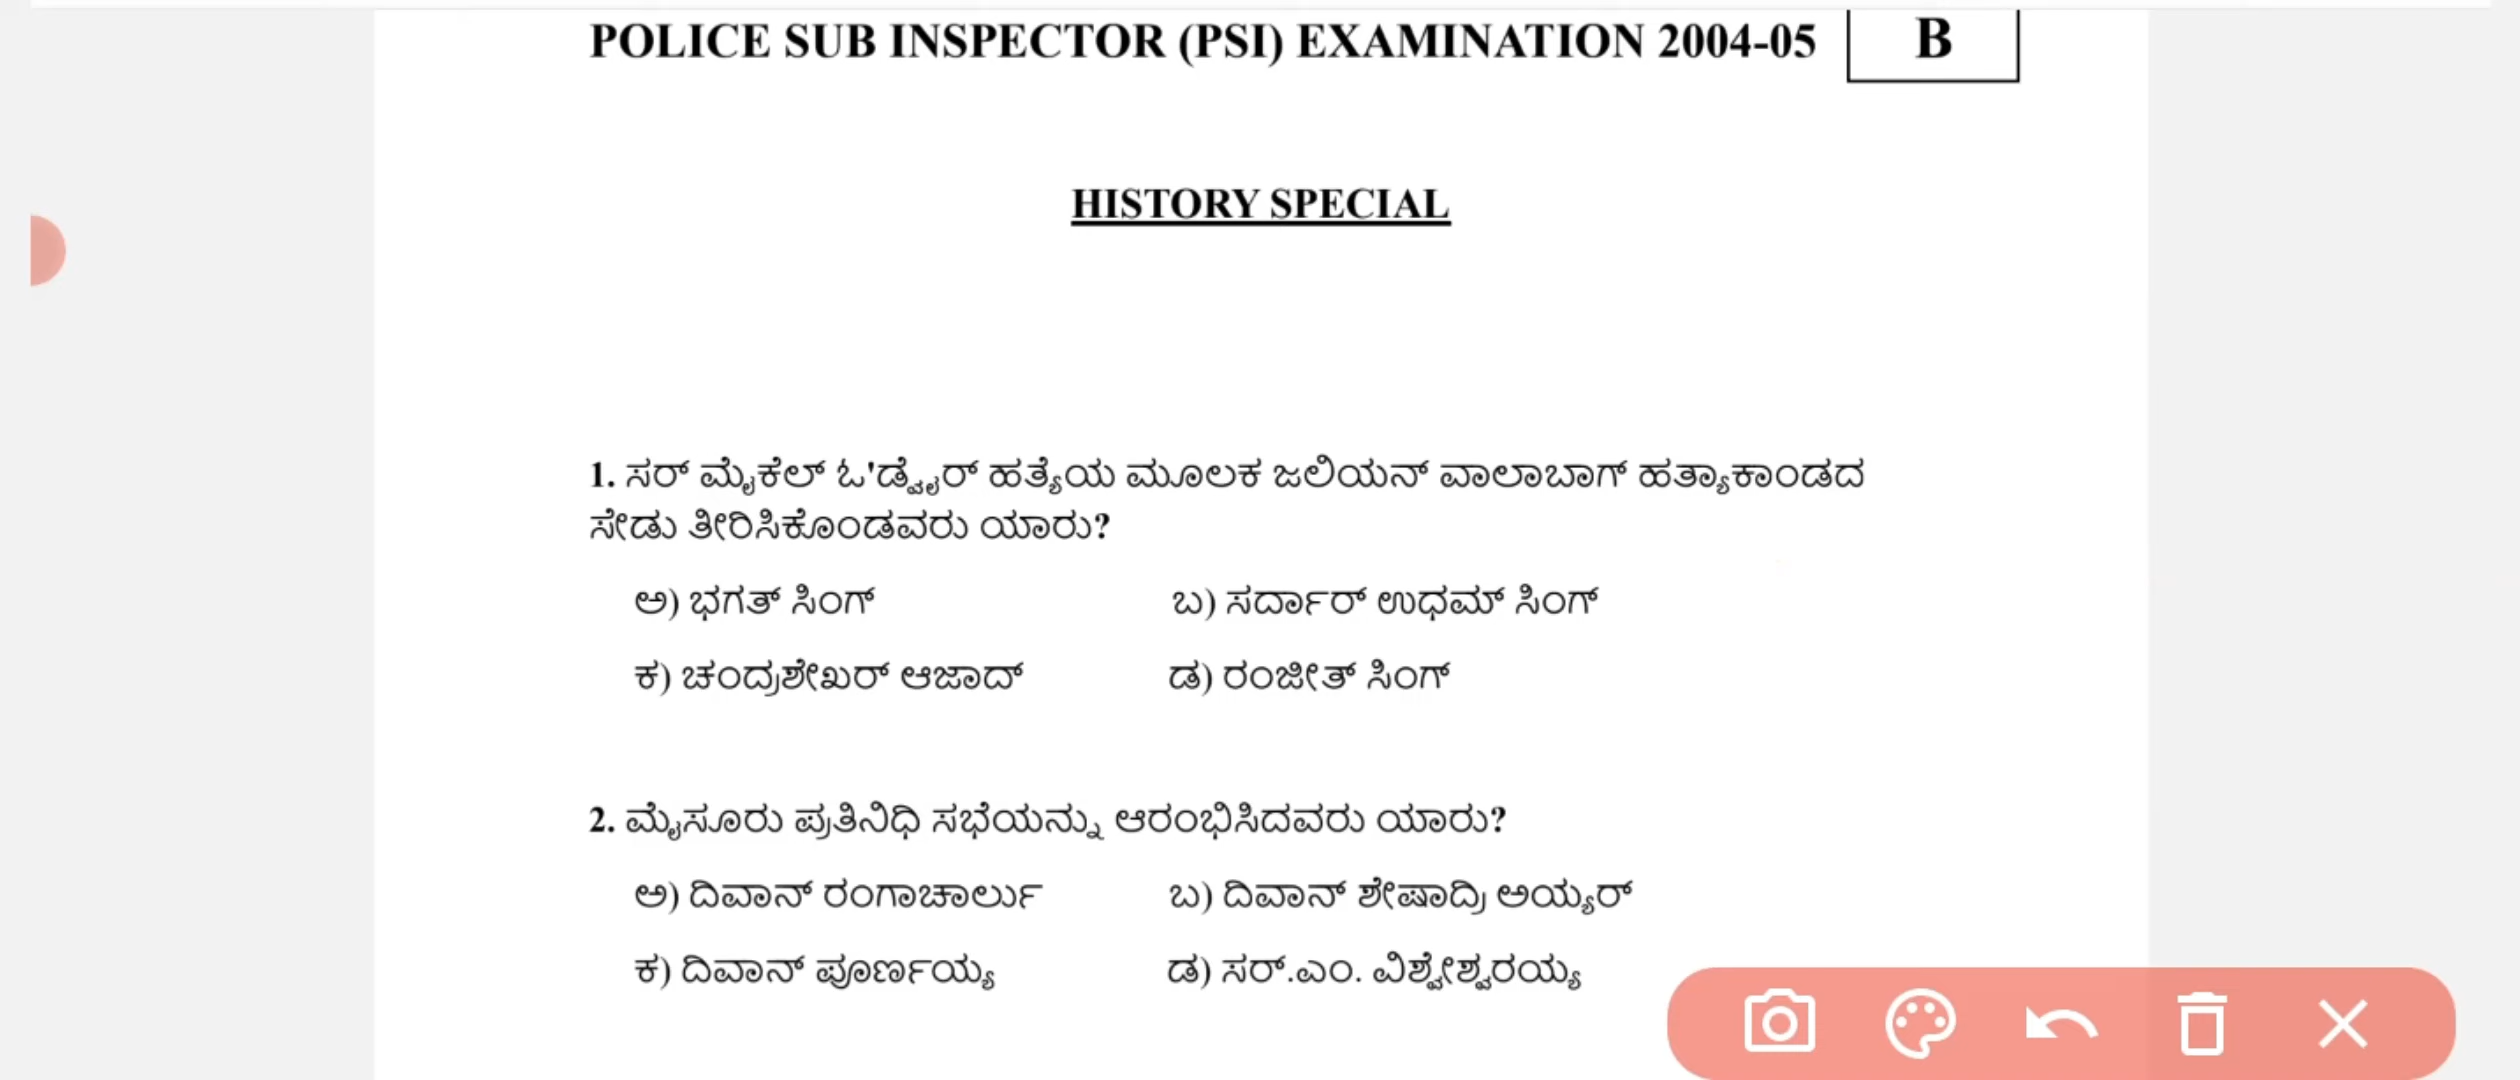 POLICE SUB INSPECTOR (PSI) EXAMINATION 2004-05 B
HISTORY SPECIAL
1. ಸರ್ ಮೈಕೆಲ್ ಓ'ಡ್ವೈರ್ ಹತ್ಯೆಯ ಮೂಲಕ ಜಲಿಯನ್ ವಾಲಾಬಾಗ್ ಹತ್ಯಾಕಾಂಡದ
ಸೇಡು ತೀರಿಸಿಕೊಂಡವರು ಯಾರು?
ಅ) ಭಗತ್ ಸಿಂಗ್ ಬ) ಸರ್ದಾರ್ ಉಧಮ್ ಸಿಂಗ್
ಕ) ಚಂದ್ರಶೇಖರ್ ಆಜಾದ್ ಡ) ರಂಜೀತ್ ಸಿಂಗ್
2. ಮೈಸೂರು ಪ್ರತಿನಿಧಿ ಸಭೆಯನ್ನು ಆರಂಭಿಸಿದವರು ಯಾರು?
ಅ) ದಿವಾನ್ ರಂಗಾಚಾರ್ಲು ಬ) ದಿವಾನ್ ಶೇಷಾದ್ರಿ ಅಯ್ಯರ್
ಕ) ದಿವಾನ್ ಪೂರ್ಣಯ್ಯ ಡ) ಸರ್.ಎಂ. ವಿಶ್ವೇಶ್ವರಯ್ಯ